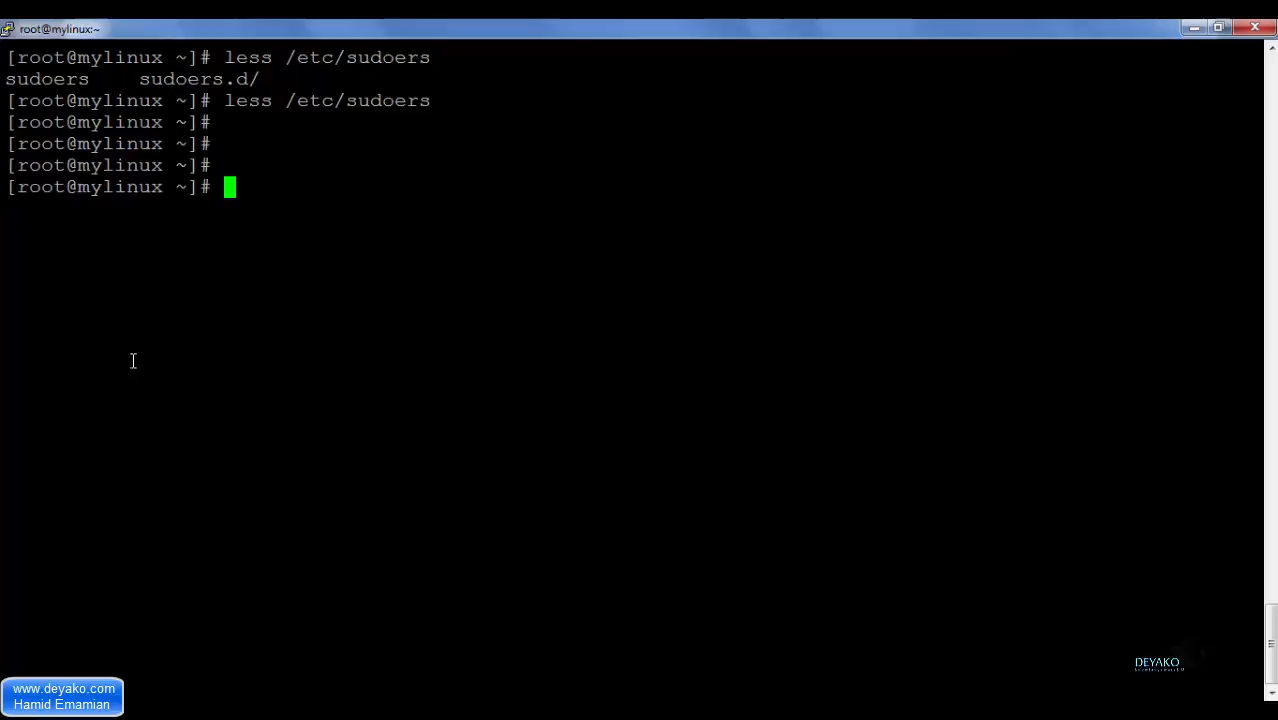 root@mylinux:~
[root@mylinux ~]# less /etc/sudoers
sudoers    sudoers.d/
[root@mylinux ~]# less /etc/sudoers
[root@mylinux ~]#
[root@mylinux ~]#
[root@mylinux ~]#
[root@mylinux ~]#
DEYAKO
www.deyako.com
Hamid Emamian